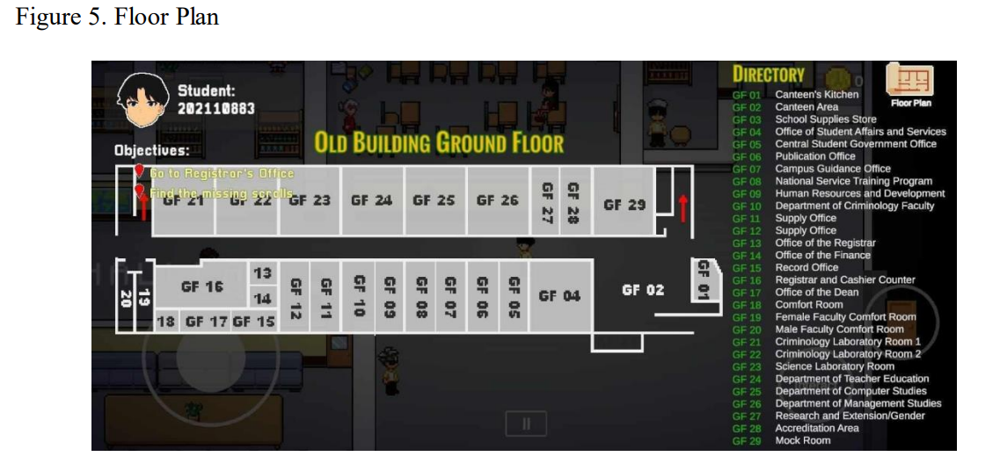 Figure 5. Floor Plan
Student:
202110883
Objectives:
Go to Registrar's Office
Find the missing scrolls
OLD BUILDING GROUND FLOOR
GF 21
GF 22
GF 23
GF 24
GF 25
GF 26
GF 27
GF 28
GF 29
20
19
GF 16
13
14
18
GF 17
GF 15
GF 12
GF 11
GF 10
GF 09
GF 08
GF 07
GF 06
GF 05
GF 04
GF 02
GF 01
DIRECTORY
GF 01 Canteen's Kitchen
GF 02 Canteen Area
GF 03 School Supplies Store
GF 04 Office of Student Affairs and Services
GF 05 Central Student Government Office
GF 06 Publication Office
GF 07 Campus Guidance Office
GF 08 National Service Training Program
GF 09 Human Resources and Development
GF 10 Department of Criminology Faculty
GF 11 Supply Office
GF 12 Supply Office
GF 13 Office of the Registrar
GF 14 Office of the Finance
GF 15 Record Office
GF 16 Registrar and Cashier Counter
GF 17 Office of the Dean
GF 18 Comfort Room
GF 19 Female Faculty Comfort Room
GF 20 Male Faculty Comfort Room
GF 21 Criminology Laboratory Room 1
GF 22 Criminology Laboratory Room 2
GF 23 Science Laboratory Room
GF 24 Department of Teacher Education
GF 25 Department of Computer Studies
GF 26 Department of Management Studies
GF 27 Research and Extension/Gender
GF 28 Accreditation Area
GF 29 Mock Room
0
Floor Plan